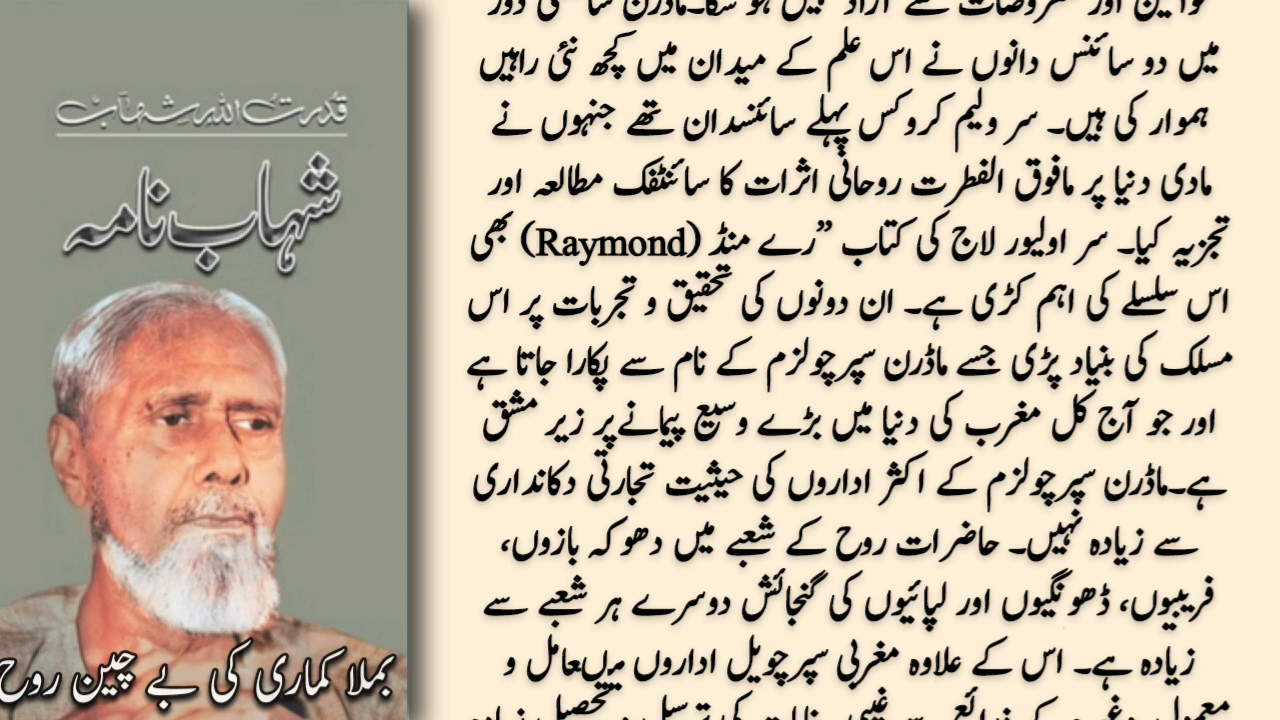 قدرت اللہ شہاب
شہاب نامہ
بملا کماری کی بے چین روح
میں دو سائنس دانوں نے اس علم کے میدان میں کچھ نئی راہیں
ہموار کی ہیں۔ سر ولیم کروکس پہلے سائنسدان تھے جنہوں نے
مادی دنیا پر مافوق الفطرت روحانی اثرات کا سائنٹفک مطالعہ اور
تجزیہ کیا۔ سر اولیور لاج کی کتاب ”رے منڈ (Raymond) بھی
اس سلسلے کی اہم کڑی ہے۔ ان دونوں کی تحقیق و تجربات پر اس
مسلک کی بنیاد پڑی جسے ماڈرن سپرچولزم کے نام سے پکارا جاتا ہے
اور جو آج کل مغرب کی دنیا میں بڑے وسیع پیمانےپر زیر مشق
ہے۔ماڈرن سپرچولزم کے اکثر اداروں کی حیثیت تجارتی دکانداری
سے زیادہ نہیں۔ حاضرات روح کے شعبے میں دھوکہ بازوں،
فریبیوں، ڈھونگیوں اور لپاٹیوں کی گنجائش دوسرے ہر شعبے سے
زیادہ ہے۔ اس کے علاوہ مغربی سپرچویل اداروں میںعامل و